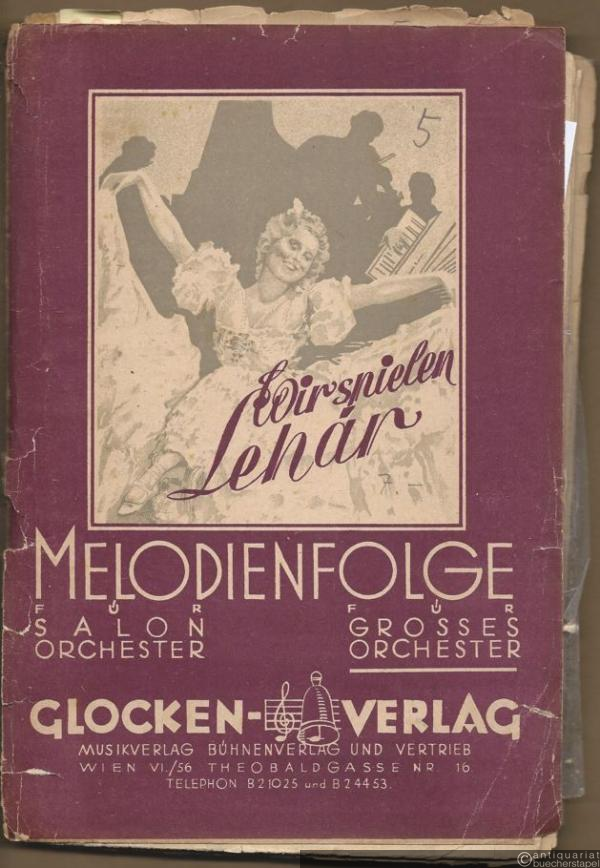 5
Wir spielen
Lehár
7.–
MELODIENFOLGE
FÜR
SALON
ORCHESTER
FÜR
GROSSES
ORCHESTER
GLOCKEN-VERLAG
MUSIKVERLAG BÜHNENVERLAG UND VERTRIEB
WIEN VI./56 THEOBALDGASSE NR. 16.
TELEPHON B 21025 und B 24453.
©antiquariat
buecherstapel